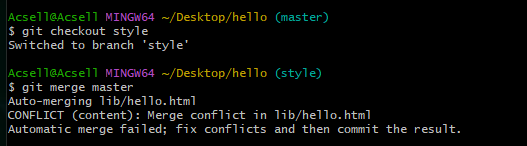 Acsell@Acsell MINGW64 ~/Desktop/hello (master)
$ git checkout style
Switched to branch 'style'
Acsell@Acsell MINGW64 ~/Desktop/hello (style)
$ git merge master
Auto-merging lib/hello.html
CONFLICT (content): Merge conflict in lib/hello.html
Automatic merge failed; fix conflicts and then commit the result.